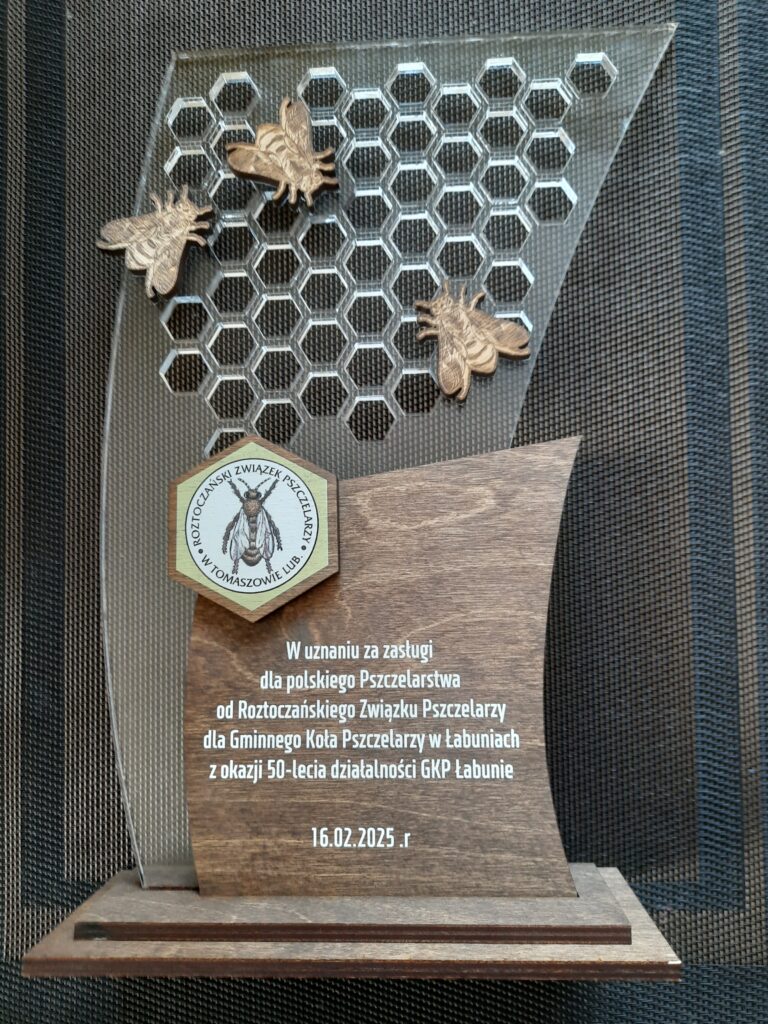 ROZTOCZAŃSKI ZWIĄZEK PSZCZELARZY
• W TOMASZOWIE LUB. •
W uznaniu za zasługi
dla polskiego Pszczelarstwa
od Roztoczańskiego Związku Pszczelarzy
dla Gminnego Koła Pszczelarzy w Łabuniach
z okazji 50-lecia działalności GKP Łabunie
16.02.2025 .r